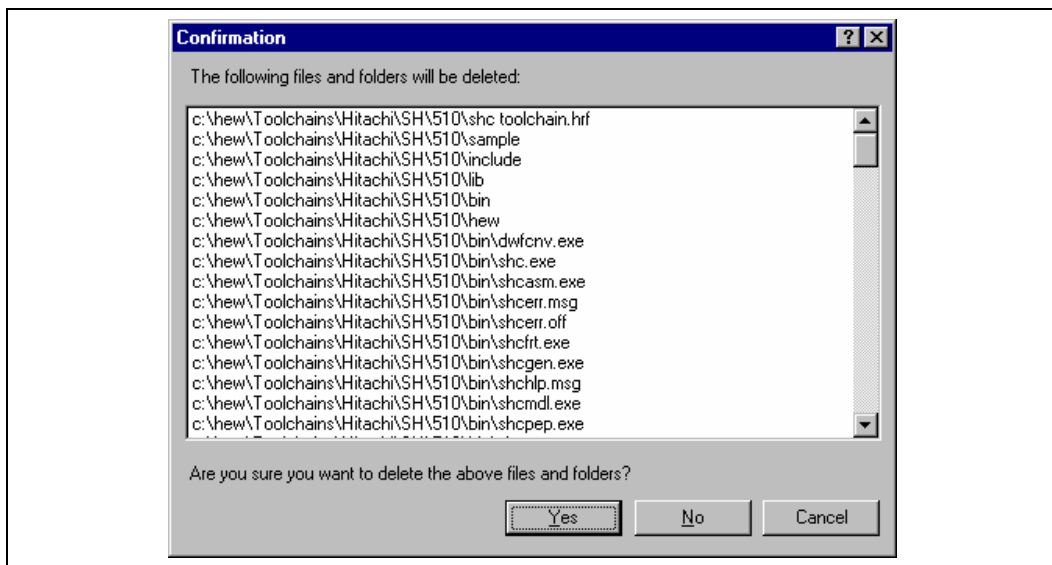 Confirmation
The following files and folders will be deleted:
c:\hew\Toolchains\Hitachi\SH\510\shc toolchain.hrf
c:\hew\Toolchains\Hitachi\SH\510\sample
c:\hew\Toolchains\Hitachi\SH\510\include
c:\hew\Toolchains\Hitachi\SH\510\lib
c:\hew\Toolchains\Hitachi\SH\510\bin
c:\hew\Toolchains\Hitachi\SH\510\hew
c:\hew\Toolchains\Hitachi\SH\510\bin\dwfcnv.exe
c:\hew\Toolchains\Hitachi\SH\510\bin\shc.exe
c:\hew\Toolchains\Hitachi\SH\510\bin\shcasm.exe
c:\hew\Toolchains\Hitachi\SH\510\bin\shcerr.msg
c:\hew\Toolchains\Hitachi\SH\510\bin\shcerr.off
c:\hew\Toolchains\Hitachi\SH\510\bin\shcfrt.exe
c:\hew\Toolchains\Hitachi\SH\510\bin\shcgen.exe
c:\hew\Toolchains\Hitachi\SH\510\bin\shchlp.msg
c:\hew\Toolchains\Hitachi\SH\510\bin\shcmdl.exe
c:\hew\Toolchains\Hitachi\SH\510\bin\shcpep.exe
Are you sure you want to delete the above files and folders?
Yes No Cancel